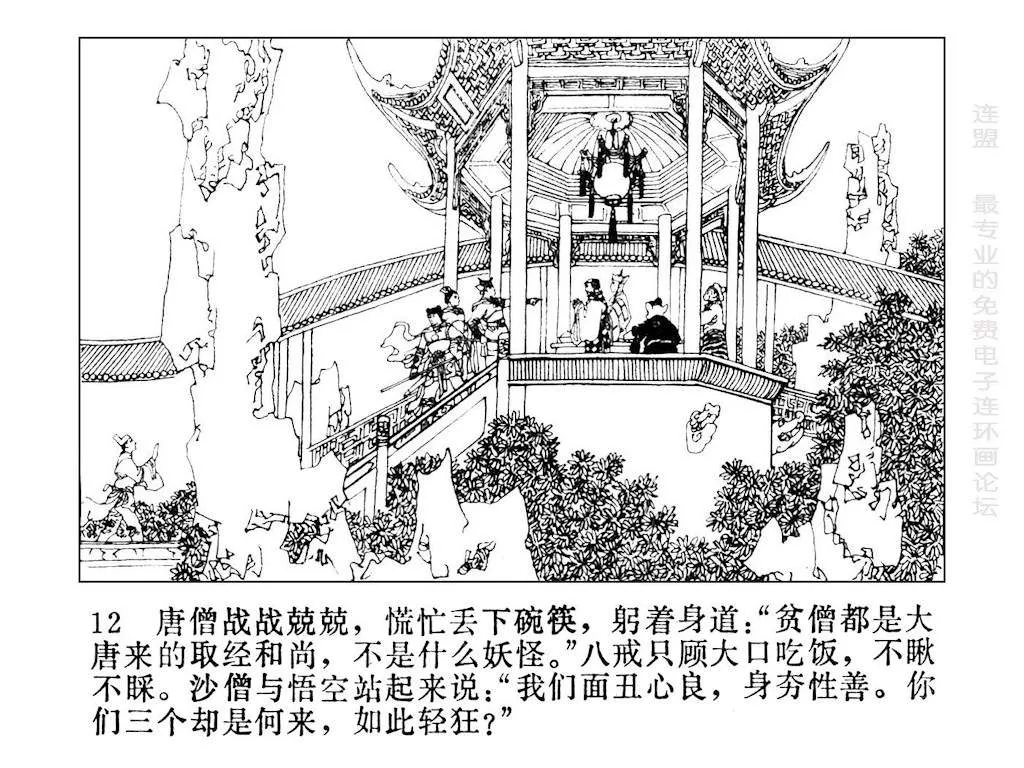 连盟 最专业的免费电子连环画论坛
12 唐僧战战兢兢，慌忙丢下碗筷，躬着身道：“贫僧都是大
唐来的取经和尚，不是什么妖怪。”八戒只顾大口吃饭，不瞅
不睬。沙僧与悟空站起来说：“我们面丑心良，身夯性善。你
们三个却是何来，如此轻狂？”